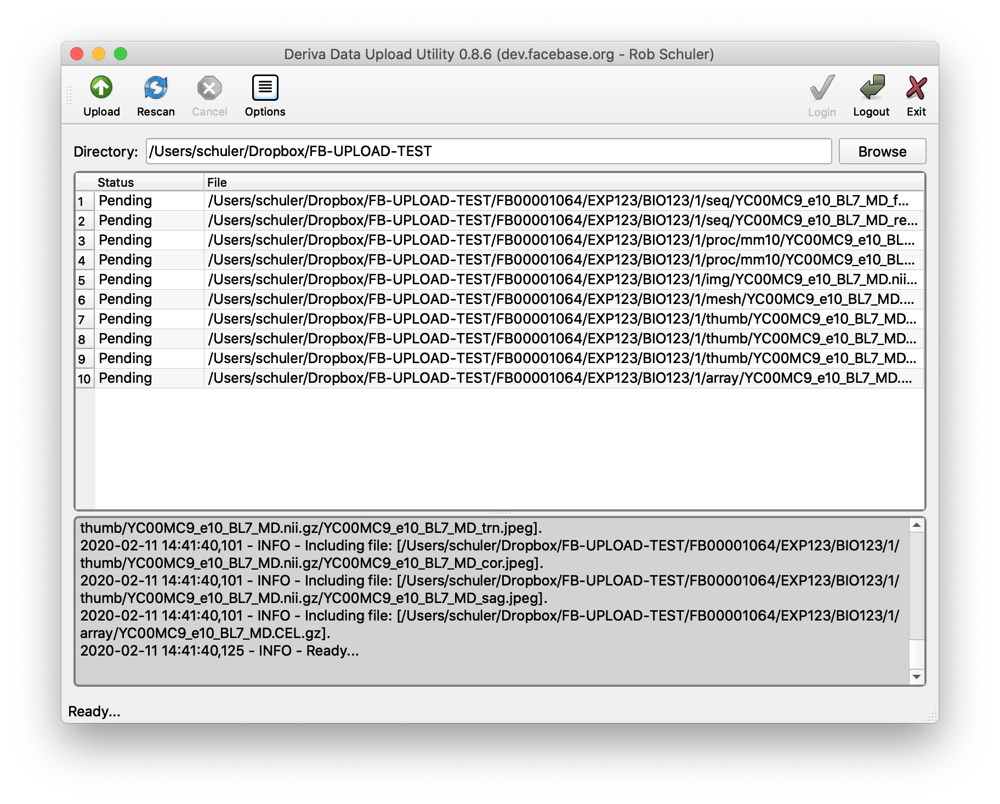 Deriva Data Upload Utility 0.8.6 (dev.facebase.org - Rob Schuler)
Upload Rescan Cancel Options Login Logout Exit
Directory: /Users/schuler/Dropbox/FB-UPLOAD-TEST Browse
Status File
1 Pending /Users/schuler/Dropbox/FB-UPLOAD-TEST/FB00001064/EXP123/BIO123/1/seq/YC00MC9_e10_BL7_MD_f...
2 Pending /Users/schuler/Dropbox/FB-UPLOAD-TEST/FB00001064/EXP123/BIO123/1/seq/YC00MC9_e10_BL7_MD_re...
3 Pending /Users/schuler/Dropbox/FB-UPLOAD-TEST/FB00001064/EXP123/BIO123/1/proc/mm10/YC00MC9_e10_BL...
4 Pending /Users/schuler/Dropbox/FB-UPLOAD-TEST/FB00001064/EXP123/BIO123/1/proc/mm10/YC00MC9_e10_BL...
5 Pending /Users/schuler/Dropbox/FB-UPLOAD-TEST/FB00001064/EXP123/BIO123/1/img/YC00MC9_e10_BL7_MD.nii...
6 Pending /Users/schuler/Dropbox/FB-UPLOAD-TEST/FB00001064/EXP123/BIO123/1/mesh/YC00MC9_e10_BL7_MD....
7 Pending /Users/schuler/Dropbox/FB-UPLOAD-TEST/FB00001064/EXP123/BIO123/1/thumb/YC00MC9_e10_BL7_MD...
8 Pending /Users/schuler/Dropbox/FB-UPLOAD-TEST/FB00001064/EXP123/BIO123/1/thumb/YC00MC9_e10_BL7_MD...
9 Pending /Users/schuler/Dropbox/FB-UPLOAD-TEST/FB00001064/EXP123/BIO123/1/thumb/YC00MC9_e10_BL7_MD...
10 Pending /Users/schuler/Dropbox/FB-UPLOAD-TEST/FB00001064/EXP123/BIO123/1/array/YC00MC9_e10_BL7_MD....
thumb/YC00MC9_e10_BL7_MD.nii.gz/YC00MC9_e10_BL7_MD_trn.jpeg].
2020-02-11 14:41:40,101 - INFO - Including file: [/Users/schuler/Dropbox/FB-UPLOAD-TEST/FB00001064/EXP123/BIO123/1/
thumb/YC00MC9_e10_BL7_MD.nii.gz/YC00MC9_e10_BL7_MD_cor.jpeg].
2020-02-11 14:41:40,101 - INFO - Including file: [/Users/schuler/Dropbox/FB-UPLOAD-TEST/FB00001064/EXP123/BIO123/1/
thumb/YC00MC9_e10_BL7_MD.nii.gz/YC00MC9_e10_BL7_MD_sag.jpeg].
2020-02-11 14:41:40,101 - INFO - Including file: [/Users/schuler/Dropbox/FB-UPLOAD-TEST/FB00001064/EXP123/BIO123/1/
array/YC00MC9_e10_BL7_MD.CEL.gz].
2020-02-11 14:41:40,125 - INFO - Ready...
Ready...